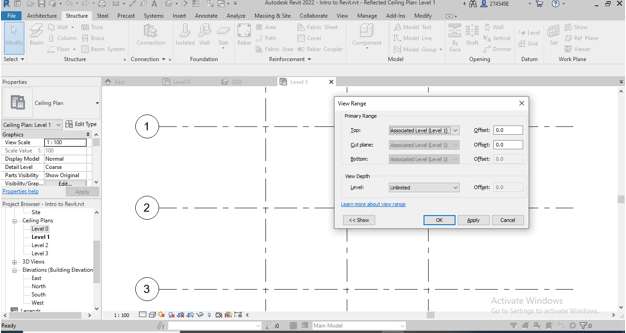 Autodesk Revit 2022 - Intro to Revit.rvt - Reflected Ceiling Plan: Level 1
274549E
File Architecture Structure Steel Precast Systems Insert Annotate Analyze Massing & Site Collaborate View Manage Add-Ins Modify
Modify Beam Wall Column Floor Truss Brace Beam System
Connection
Isolated Wall Slab
Rebar Area Path Fabric Area Fabric Sheet Cover Rebar Coupler
Component Model Text Model Line Model Group
By Face Shaft Wall Vertical Dormer
Level Grid
Set Show Ref Plane Viewer
Select Structure Connection Foundation Reinforcement Model Opening Datum Work Plane
Properties
East Level 0 {3D} Level 1
Ceiling Plan
Ceiling Plan: Level 1 Edit Type
Graphics
View Scale 1 : 100
Scale Value 1: 100
Display Model Normal
Detail Level Coarse
Parts Visibility Show Original
Visibility/Grap... Edit...
Properties help Apply
Project Browser - Intro to Revit.rvt
Site
Ceiling Plans
Level 0
Level 1
Level 2
Level 3
3D Views
Elevations (Building Elevation
East
North
South
West
Legends
1
2
3
View Range
Primary Range
Top: Associated Level (Level 1) Offset: 0.0
Cut plane: Associated Level (Level 1) Offset: 0.0
Bottom: Associated Level (Level 1) Offset: 0.0
View Depth
Level: Unlimited Offset: 0.0
Learn more about view range
<< Show OK Apply Cancel
Activate Windows
Go to Settings to activate Windows.
1 : 100
Ready :0 Main Model :0